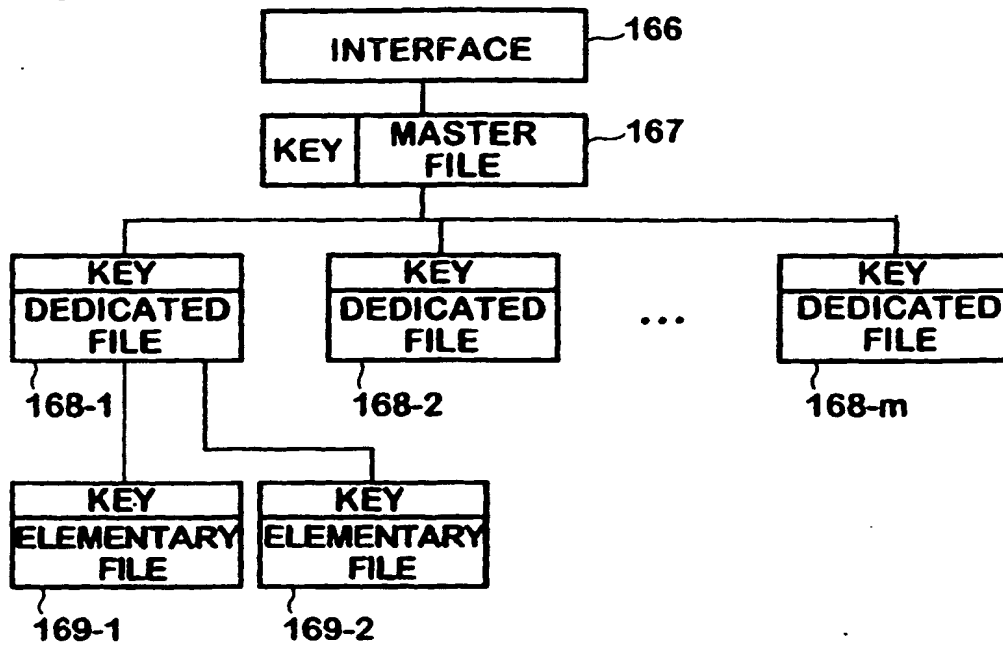 INTERFACE
166
KEY
MASTER
FILE
167
KEY
DEDICATED
FILE
168-1
KEY
DEDICATED
FILE
168-2
...
KEY
DEDICATED
FILE
168-m
KEY
ELEMENTARY
FILE
169-1
KEY
ELEMENTARY
FILE
169-2